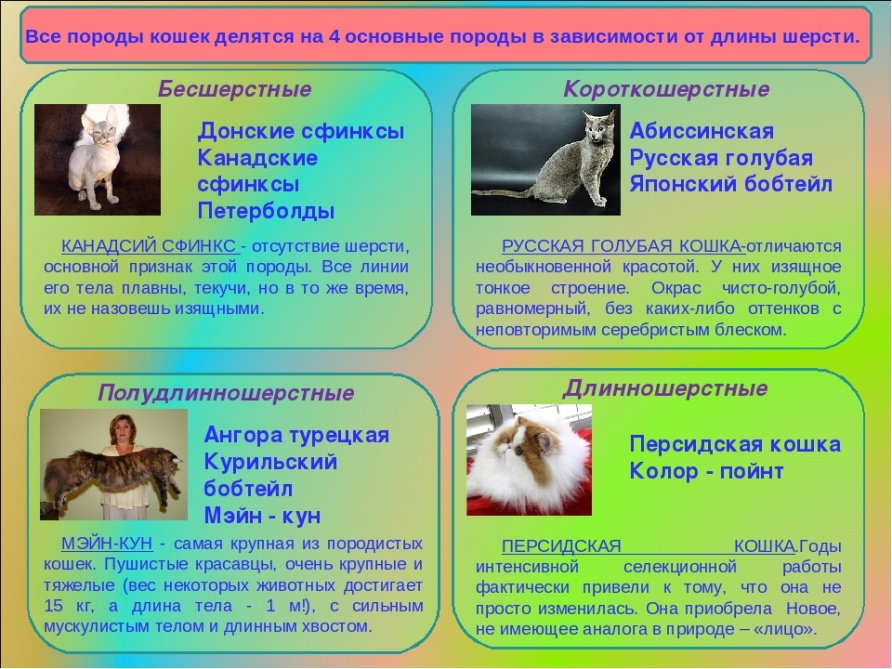 Все породы кошек делятся на 4 основные породы в зависимости от длины шерсти.
Бесшерстные
Донские сфинксы
Канадские
сфинксы
Петерболды
КАНАДСИЙ СФИНКС - отсутствие шерсти,
основной признак этой породы. Все линии
его тела плавны, текучи, но в то же время,
их не назовешь изящными.
Короткошерстные
Абиссинская
Русская голубая
Японский бобтейл
РУССКАЯ ГОЛУБАЯ КОШКА-отличаются
необыкновенной красотой. У них изящное
тонкое строение. Окрас чисто-голубой,
равномерный, без каких-либо оттенков с
неповторимым серебристым блеском.
Полудлинношерстные
Ангора турецкая
Курильский
бобтейл
Мэйн - кун
МЭЙН-КУН - самая крупная из породистых
кошек. Пушистые красавцы, очень крупные и
тяжелые (вес некоторых животных достигает
15 кг, а длина тела - 1 м!), с сильным
мускулистым телом и длинным хвостом.
Длинношерстные
Персидская кошка
Колор - пойнт
ПЕРСИДСКАЯ КОШКА.Годы
интенсивной селекционной работы
фактически привели к тому, что она не
просто изменилась. Она приобрела Новое,
не имеющее аналога в природе – «лицо».